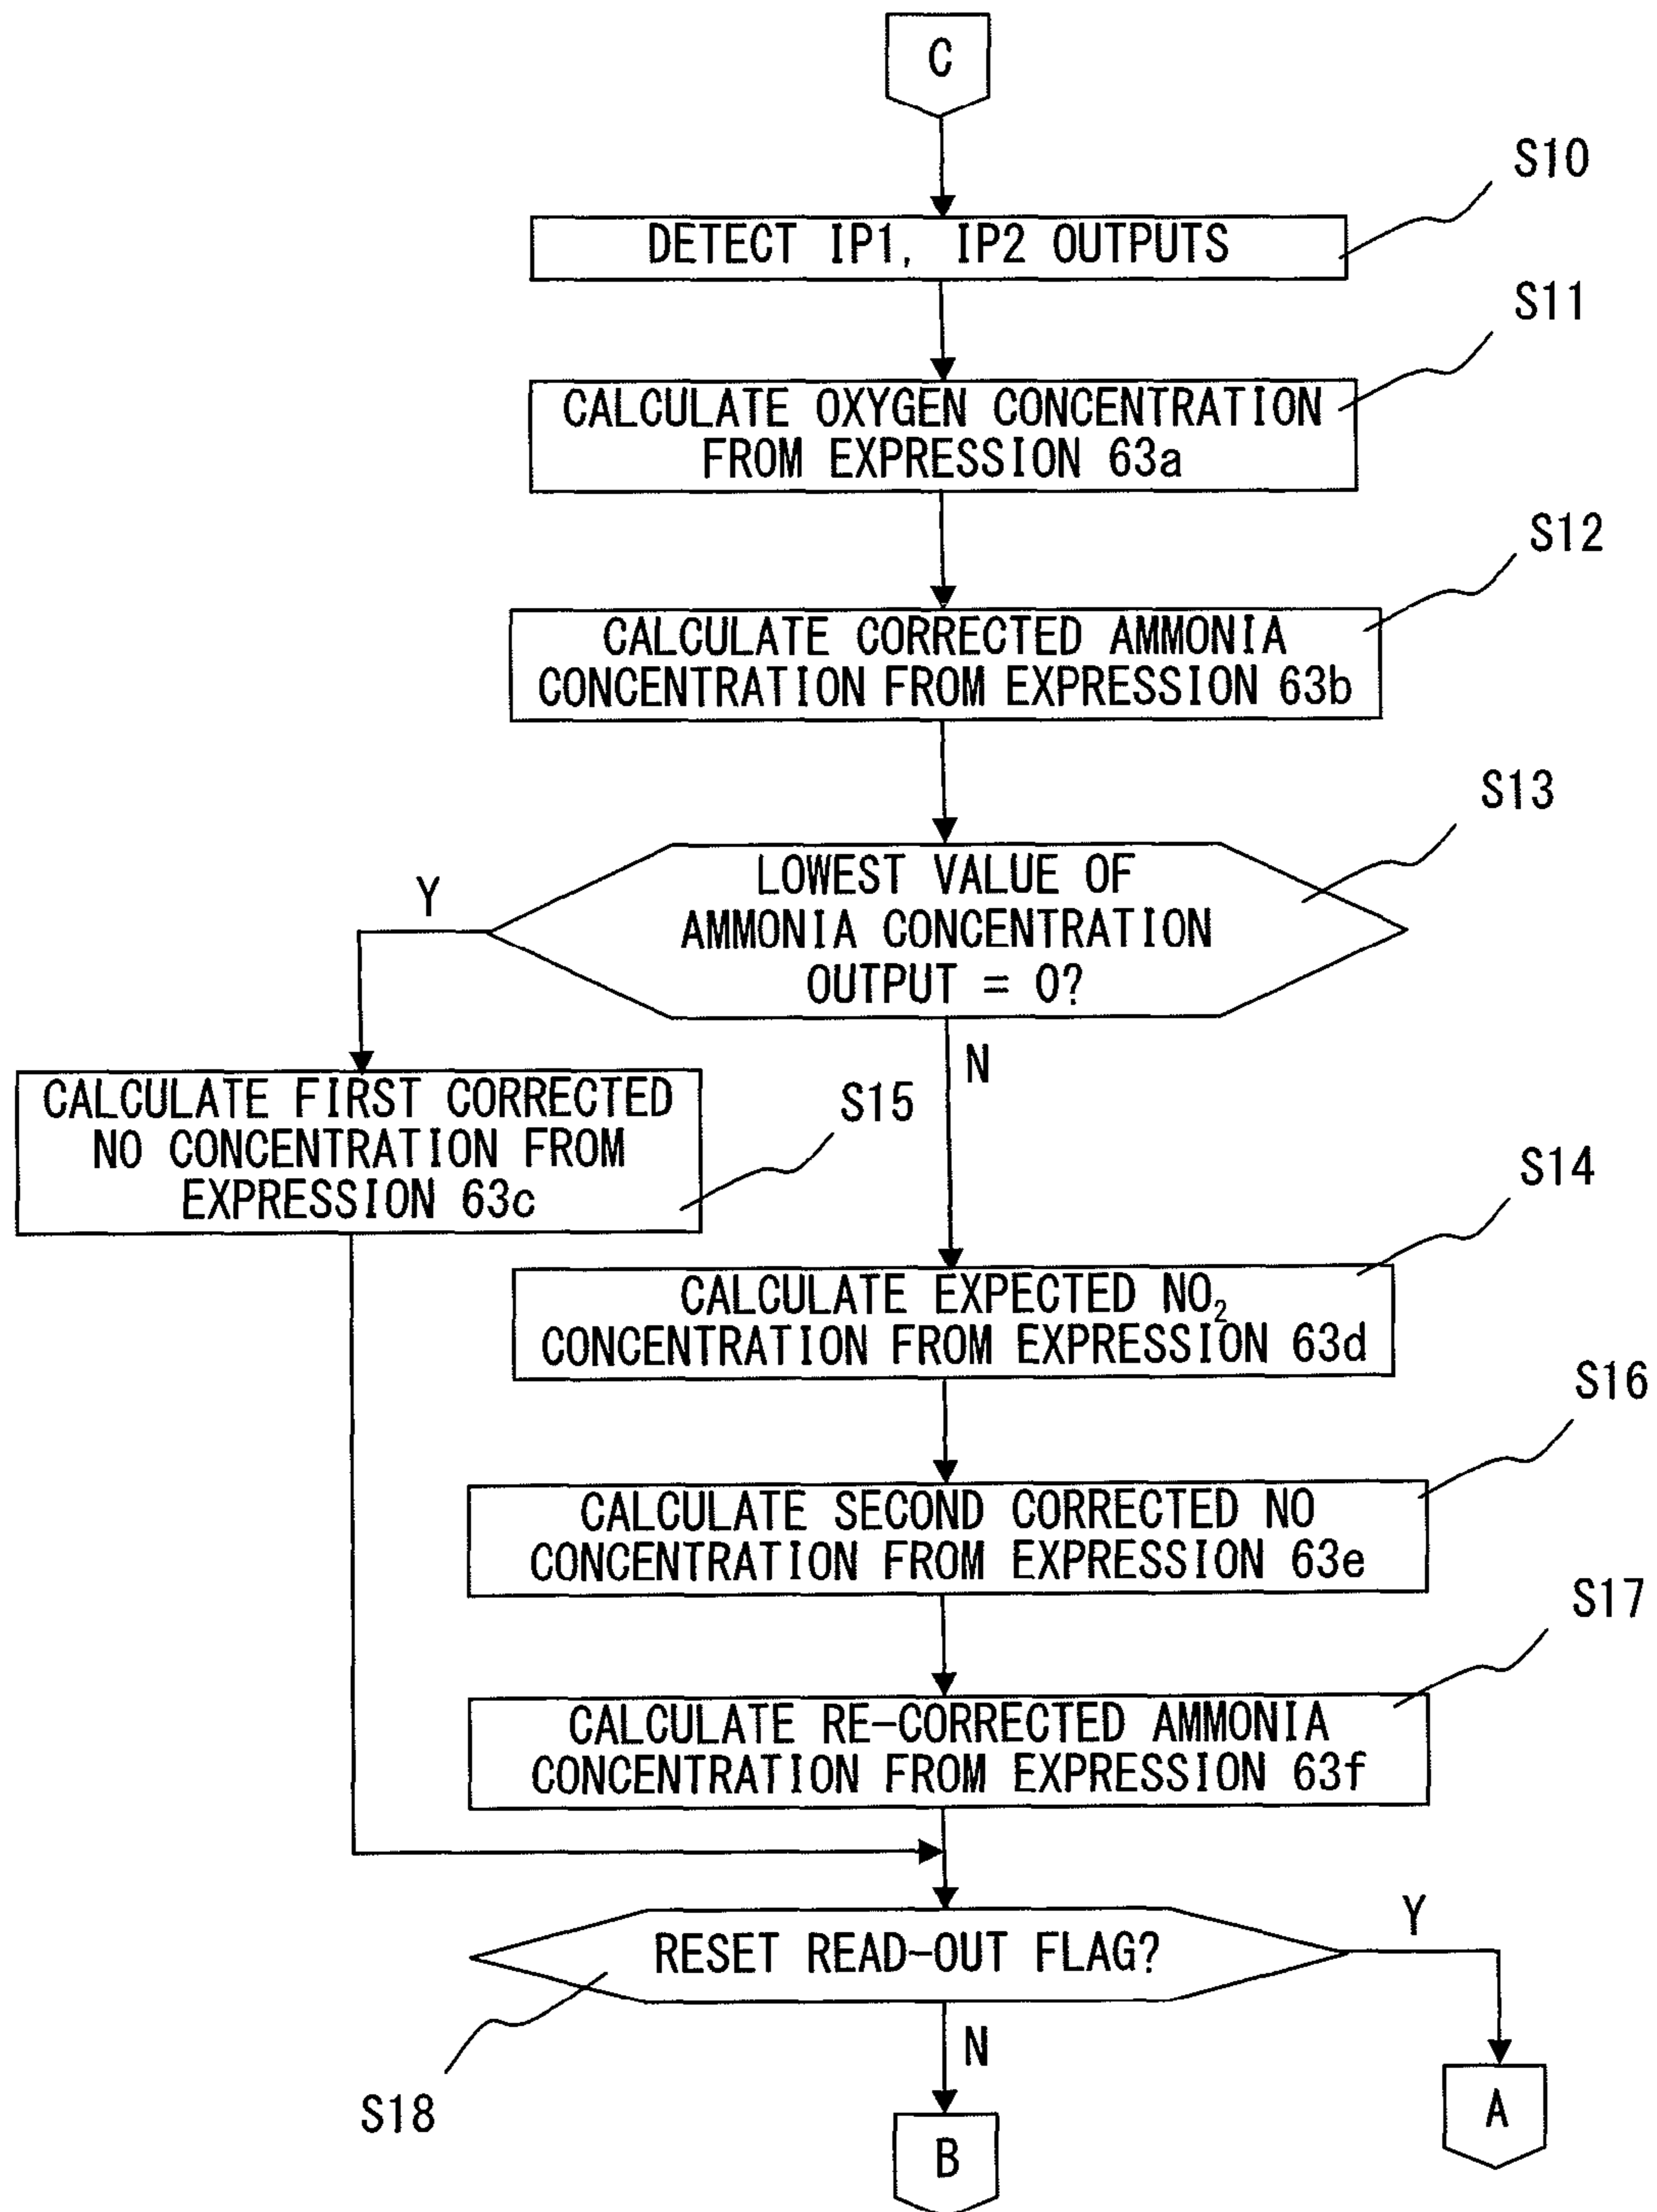 C
S10
DETECT IP1, IP2 OUTPUTS
S11
CALCULATE OXYGEN CONCENTRATION
FROM EXPRESSION 63a
S12
CALCULATE CORRECTED AMMONIA
CONCENTRATION FROM EXPRESSION 63b
S13
LOWEST VALUE OF
AMMONIA CONCENTRATION
OUTPUT = 0?
Y
N
CALCULATE FIRST CORRECTED
NO CONCENTRATION FROM
EXPRESSION 63c
S15
S14
CALCULATE EXPECTED NO₂
CONCENTRATION FROM EXPRESSION 63d
S16
CALCULATE SECOND CORRECTED NO
CONCENTRATION FROM EXPRESSION 63e
S17
CALCULATE RE-CORRECTED AMMONIA
CONCENTRATION FROM EXPRESSION 63f
RESET READ-OUT FLAG?
Y
N
S18
A
B